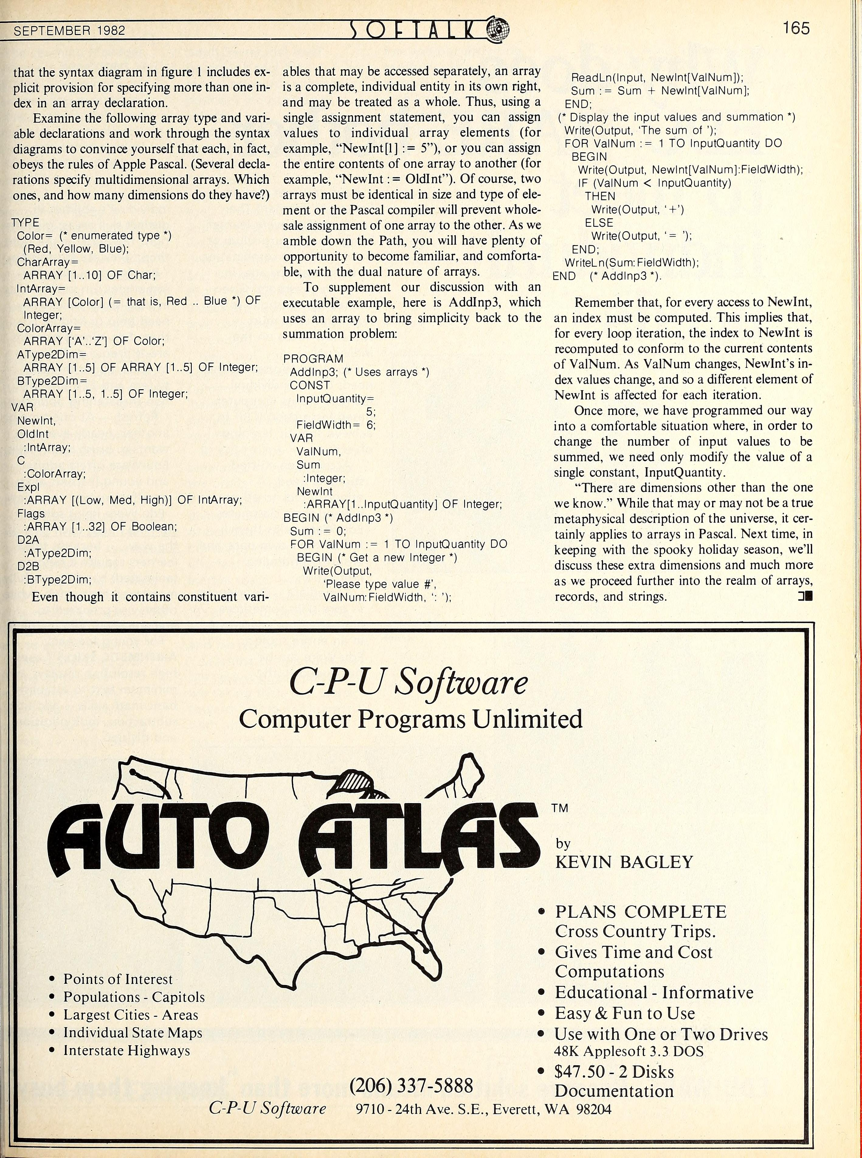 SEPTEMBER 1982
SOFTALK
165
that the syntax diagram in figure 1 includes ex-
plicit provision for specifying more than one in-
dex in an array declaration.
Examine the following array type and vari-
able declarations and work through the syntax
diagrams to convince yourself that each, in fact,
obeys the rules of Apple Pascal. (Several decla-
rations specify multidimensional arrays. Which
ones, and how many dimensions do they have?)
TYPE
Color= (* enumerated type *)
(Red, Yellow, Blue);
CharArray=
ARRAY [1..10] OF Char;
IntArray=
ARRAY [Color] (= that is, Red .. Blue *) OF
Integer;
ColorArray=
ARRAY ['A'..'Z'] OF Color;
AType2Dim=
ARRAY [1..5] OF ARRAY [1..5] OF Integer;
BType2Dim=
ARRAY [1..5, 1..5] OF Integer;
VAR
NewInt,
OldInt
:IntArray;
C
:ColorArray;
Expl
:ARRAY [(Low, Med, High)] OF IntArray;
Flags
:ARRAY [1..32] OF Boolean;
D2A
:AType2Dim;
D2B
:BType2Dim;
Even though it contains constituent vari-
ables that may be accessed separately, an array
is a complete, individual entity in its own right,
and may be treated as a whole. Thus, using a
single assignment statement, you can assign
values to individual array elements (for
example, "NewInt[1] := 5"), or you can assign
the entire contents of one array to another (for
example, "NewInt := OldInt"). Of course, two
arrays must be identical in size and type of ele-
ment or the Pascal compiler will prevent whole-
sale assignment of one array to the other. As we
amble down the Path, you will have plenty of
opportunity to become familiar, and comforta-
ble, with the dual nature of arrays.
To supplement our discussion with an
executable example, here is AddInp3, which
uses an array to bring simplicity back to the
summation problem:
PROGRAM
AddInp3; (* Uses arrays *)
CONST
InputQuantity=
5;
FieldWidth= 6;
VAR
ValNum,
Sum
:Integer;
NewInt
:ARRAY[1..InputQuantity] OF Integer;
BEGIN (* AddInp3 *)
Sum := 0;
FOR ValNum := 1 TO InputQuantity DO
BEGIN (* Get a new Integer *)
Write(Output,
'Please type value #',
ValNum:FieldWidth, ': ');
ReadLn(Input, NewInt[ValNum]);
Sum := Sum + NewInt[ValNum];
END;
(* Display the input values and summation *)
Write(Output, 'The sum of ');
FOR ValNum := 1 TO InputQuantity DO
BEGIN
Write(Output, NewInt[ValNum]:FieldWidth);
IF (ValNum < InputQuantity)
THEN
Write(Output, '+')
ELSE
Write(Output, '= ');
END;
WriteLn(Sum:FieldWidth);
END (* AddInp3 *).
Remember that, for every access to NewInt,
an index must be computed. This implies that,
for every loop iteration, the index to NewInt is
recomputed to conform to the current contents
of ValNum. As ValNum changes, NewInt's in-
dex values change, and so a different element of
NewInt is affected for each iteration.
Once more, we have programmed our way
into a comfortable situation where, in order to
change the number of input values to be
summed, we need only modify the value of a
single constant, InputQuantity.
"There are dimensions other than the one
we know." While that may or may not be a true
metaphysical description of the universe, it cer-
tainly applies to arrays in Pascal. Next time, in
keeping with the spooky holiday season, we'll
discuss these extra dimensions and much more
as we proceed further into the realm of arrays,
records, and strings.
C-P-U Software
Computer Programs Unlimited
AUTO ATLAS TM
by
KEVIN BAGLEY
• Points of Interest
• Populations - Capitols
• Largest Cities - Areas
• Individual State Maps
• Interstate Highways
• PLANS COMPLETE
Cross Country Trips.
• Gives Time and Cost
Computations
• Educational - Informative
• Easy & Fun to Use
• Use with One or Two Drives
48K Applesoft 3.3 DOS
• $47.50 - 2 Disks
Documentation
(206) 337-5888
C-P-U Software 9710 - 24th Ave. S.E., Everett, WA 98204